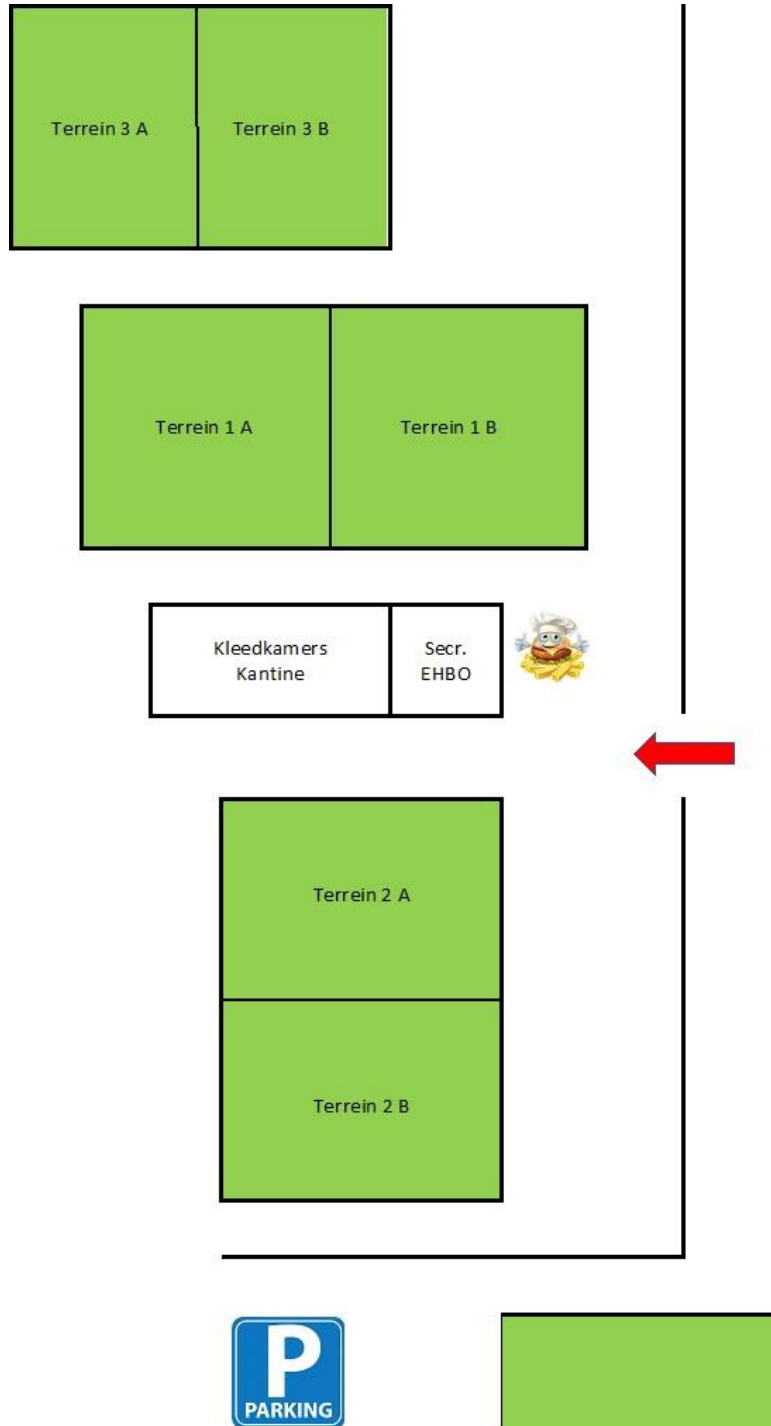 Terrein 3 A
Terrein 3 B
Terrein 1 A
Terrein 1 B
Kleedkamers
Kantine
Secr.
EHBO
Terrein 2 A
Terrein 2 B
P
PARKING